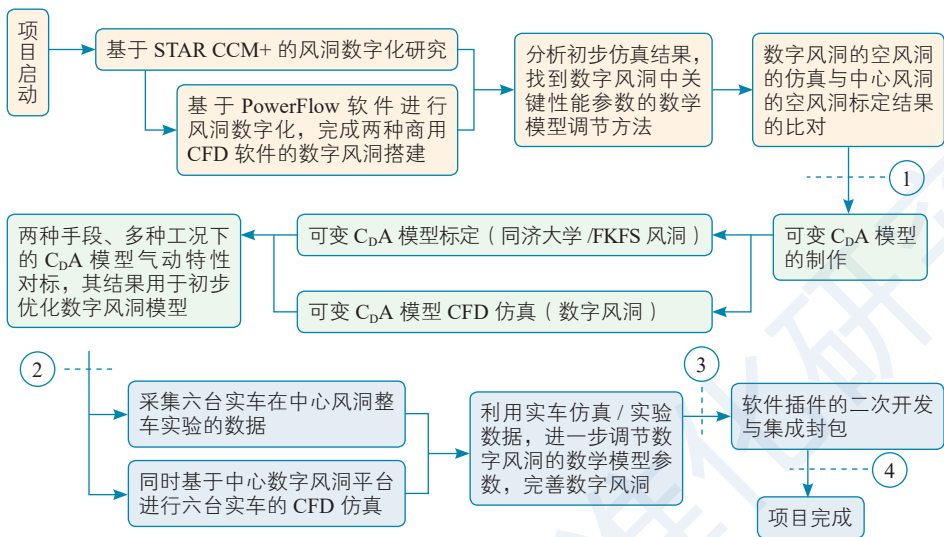 项
目
启
动
基于 STAR CCM+ 的风洞数字化研究
基于 PowerFlow 软件进行
风洞数字化，完成两种商用
CFD 软件的数字风洞搭建
分析初步仿真结果，
找到数字风洞中关
键性能参数的数学
模型调节方法
数字风洞的空风洞
的仿真与中心风洞
的空风洞标定结果
的比对
1
可变 CDA 模型
的制作
可变 CDA 模型标定（同济大学 /FKFS 风洞）
可变 CDA 模型 CFD 仿真（数字风洞）
两种手段、多种工况下
的 CDA 模型气动特性
对标，其结果用于初步
优化数字风洞模型
2
采集六台实车在中心风洞整
车实验的数据
同时基于中心数字风洞平台
进行六台实车的 CFD 仿真
利用实车仿真 / 实验
数据，进一步调节数
字风洞的数学模型参
数，完善数字风洞
3
软件插件的二次开发
与集成封包
4
项目完成
准化研究